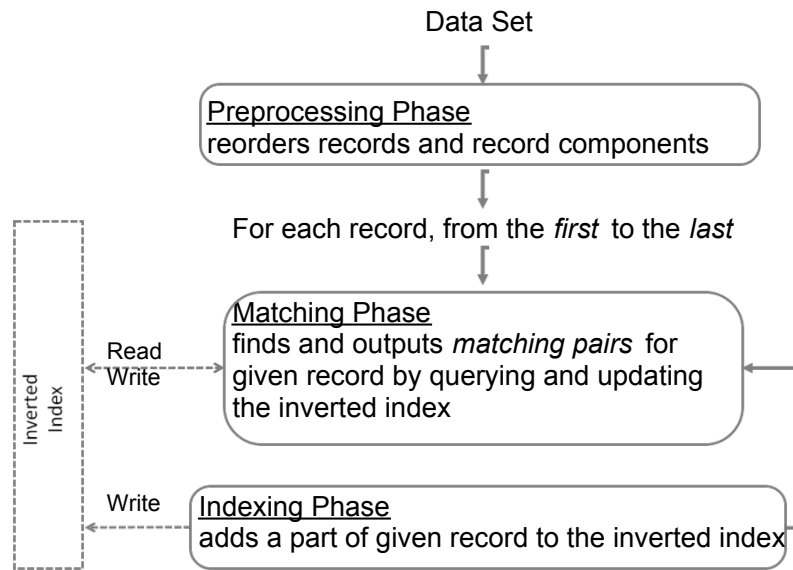 Data Set
Preprocessing Phase
reorders records and record components
For each record, from the first to the last
Matching Phase
finds and outputs matching pairs for
given record by querying and updating
the inverted index
Read
Write
Inverted
Index
Write
Indexing Phase
adds a part of given record to the inverted index